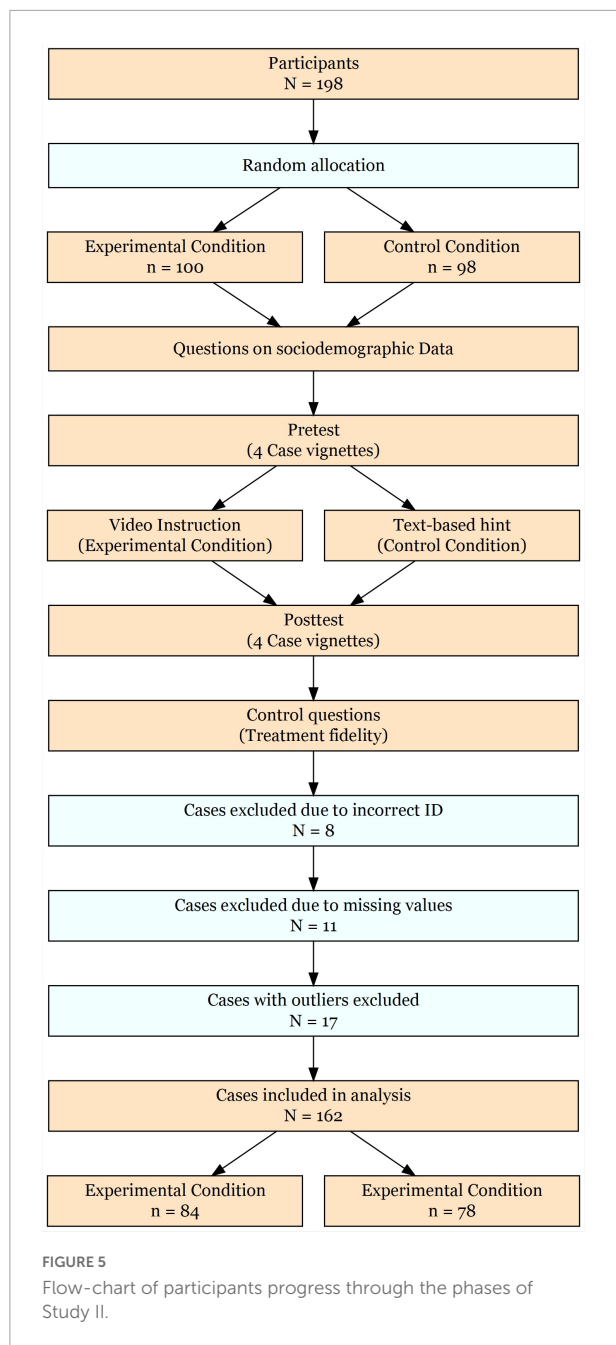 Participants
N = 198
Random allocation
Experimental Condition
n = 100
Control Condition
n = 98
Questions on sociodemographic Data
Pretest
(4 Case vignettes)
Video Instruction
(Experimental Condition)
Text-based hint
(Control Condition)
Posttest
(4 Case vignettes)
Control questions
(Treatment fidelity)
Cases excluded due to incorrect ID
N = 8
Cases excluded due to missing values
N = 11
Cases with outliers excluded
N = 17
Cases included in analysis
N = 162
Experimental Condition
n = 84
Experimental Condition
n = 78
FIGURE 5
Flow-chart of participants progress through the phases of
Study II.